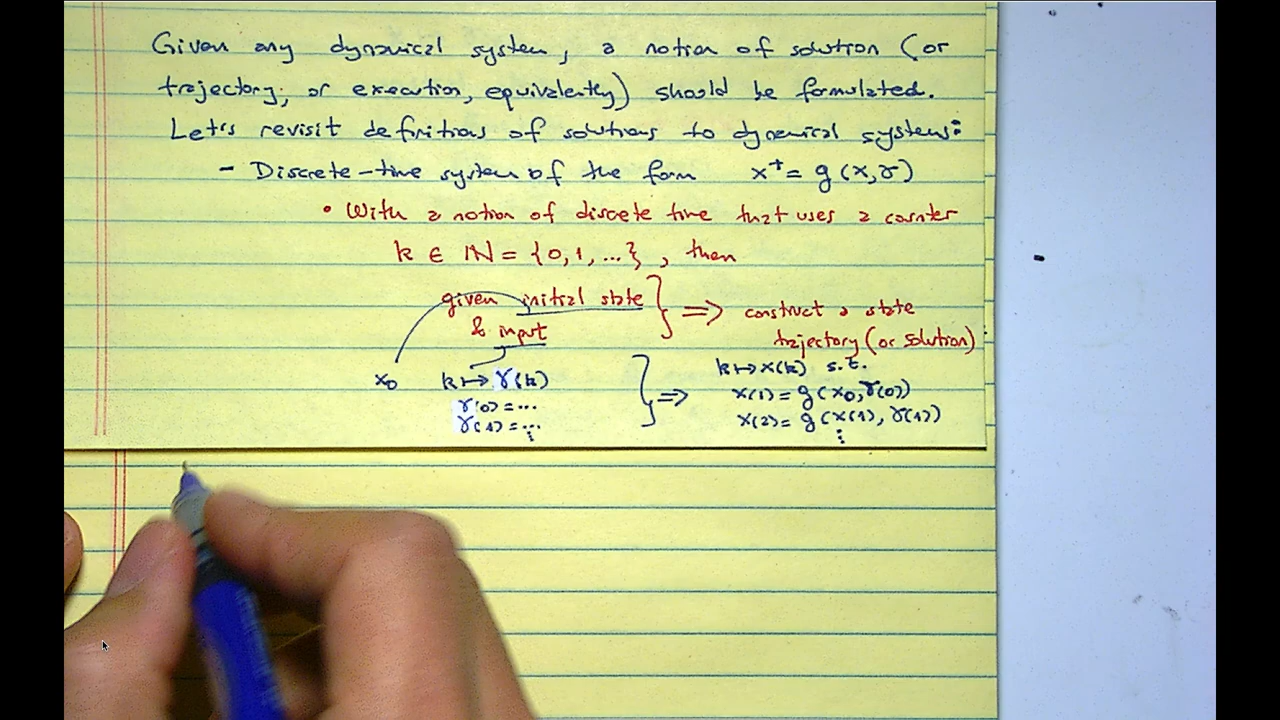 Given any dynamical system, a notion of solution (or
trajectory, or execution, equivalently) should be formulated.
Let's revisit definitions of solutions to dynamical systems:
- Discrete-time system of the form x⁺ = g(x,γ)
• With a notion of discrete time that uses a counter
k ∈ ℕ = {0,1,...}, then
given initial state } ⇒ construct a state
& input trajectory (or solution)
x₀ k ↦ γ(k) } ⇒ k ↦ x(k) s.t.
γ(0) = ... x(1) = g(x₀, γ(0))
γ(1) = ... x(2) = g(x(1), γ(1))
⋮ ⋮